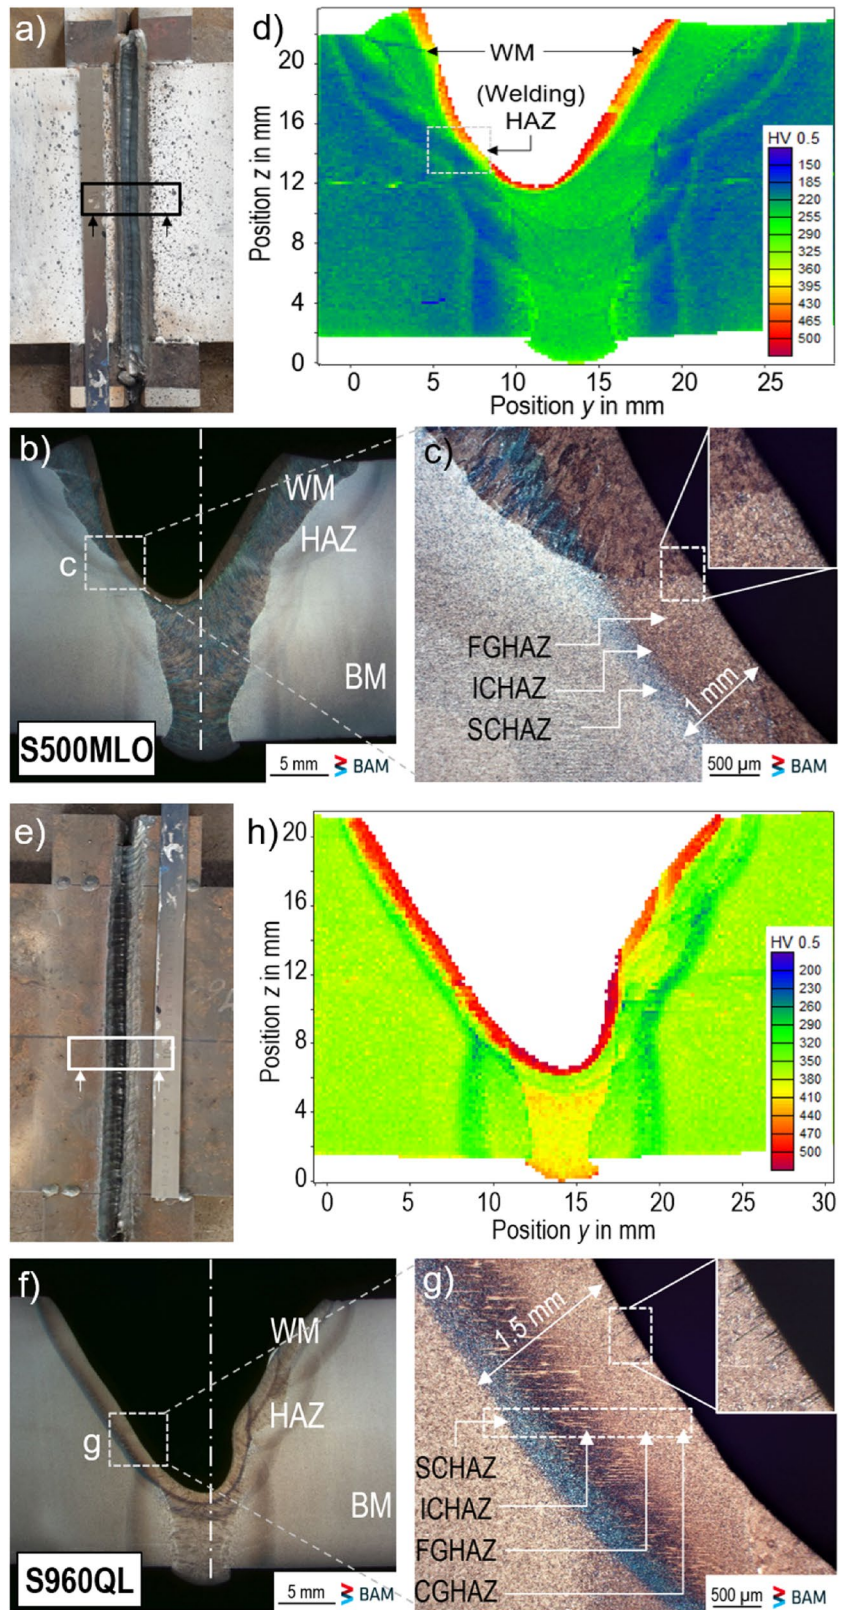 a)
d)
20
16
12
8
4
0
Position z in mm
WM
(Welding)
HAZ
HV 0.5
150
185
220
255
290
325
360
395
430
465
500
0 5 10 15 20 25
Position y in mm
b)
WM
HAZ
c
BM
S500MLO
5 mm
BAM
c)
FGHAZ
ICHAZ
SCHAZ
1 mm
500 µm
BAM
e)
h)
20
16
12
8
4
0
Position z in mm
HV 0.5
200
230
260
290
320
350
380
410
440
470
500
0 5 10 15 20 25 30
Position y in mm
f)
WM
HAZ
g
BM
S960QL
5 mm
BAM
g)
1.5 mm
SCHAZ
ICHAZ
FGHAZ
CGHAZ
500 µm
BAM